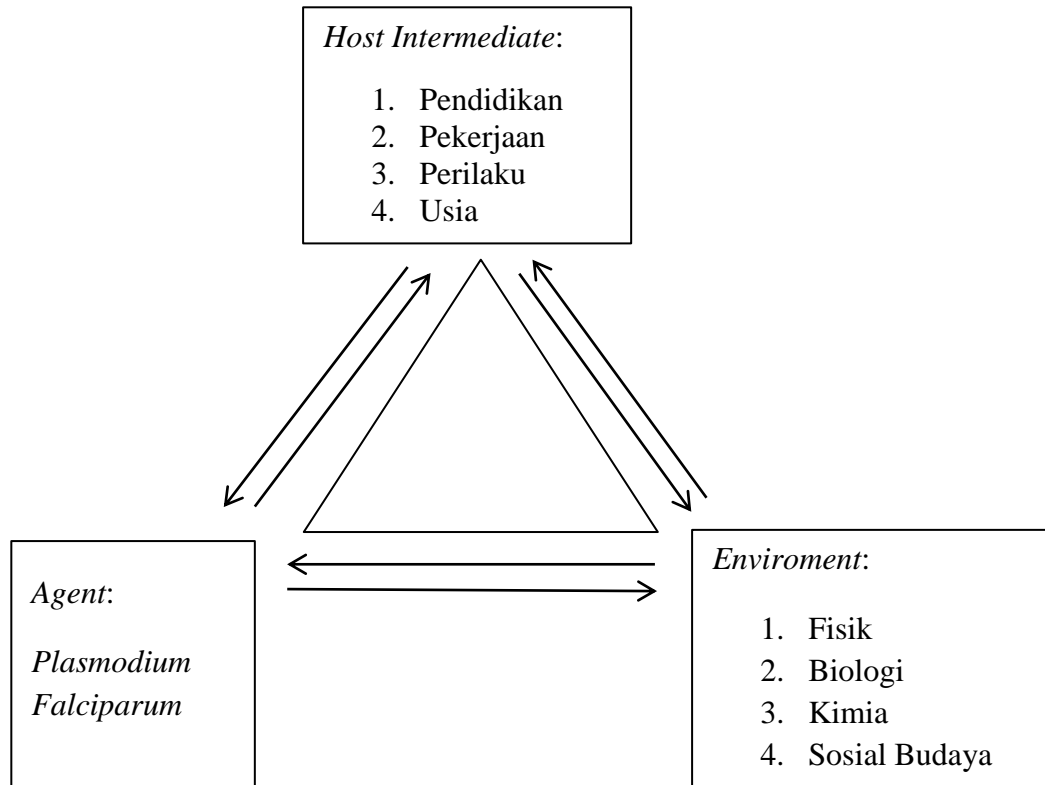 Host Intermediate:
1. Pendidikan
2. Pekerjaan
3. Perilaku
4. Usia
Agent:
Plasmodium
Falciparum
Enviroment:
1. Fisik
2. Biologi
3. Kimia
4. Sosial Budaya